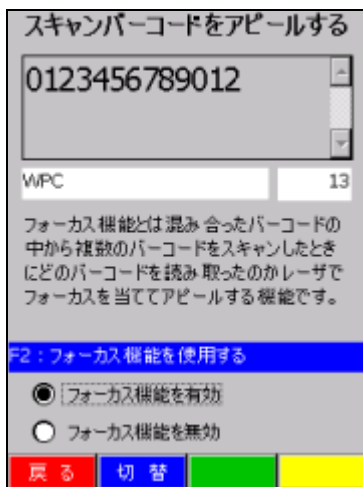 スキャンバーコードをアピールする
0123456789012
WPC 13
フォーカス機能とは混み合ったバーコードの
中から複数のバーコードをスキャンしたとき
にどのバーコードを読み取ったのかレーザで
フォーカスを当ててアピールする機能です。
F2：フォーカス機能を使用する
フォーカス機能を有効
フォーカス機能を無効
戻る 切替